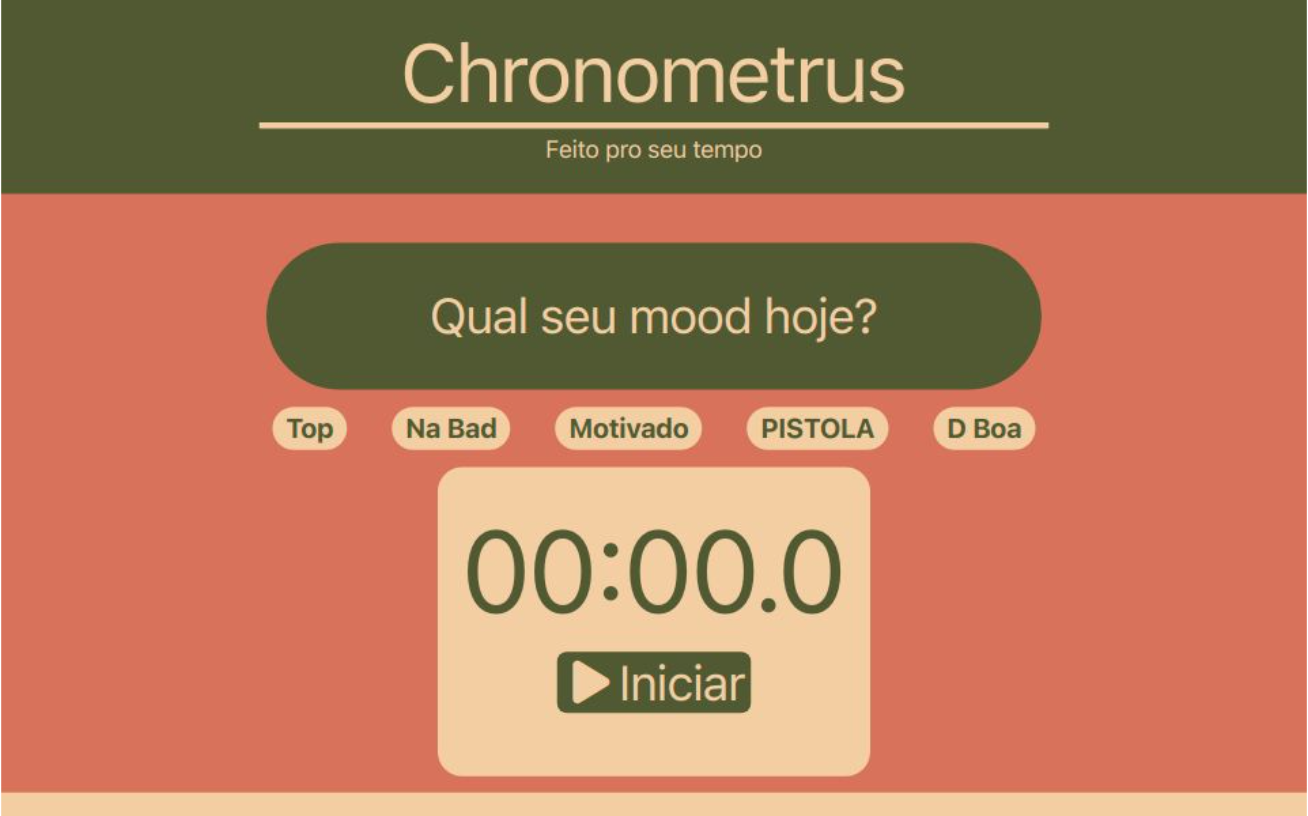 Chronometrus
Feito pro seu tempo
Qual seu mood hoje?
Top Na Bad Motivado PISTOLA D Boa
00:00.0
Iniciar